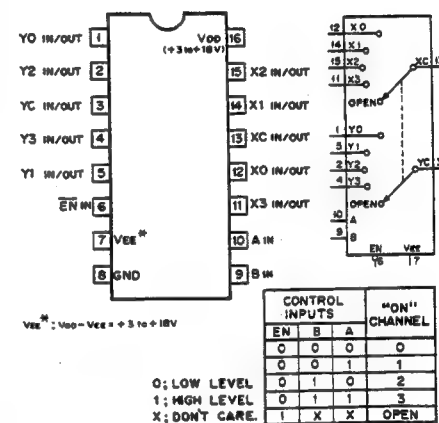 Y0 IN/OUT 1
Y2 IN/OUT 2
YC IN/OUT 3
Y3 IN/OUT 4
Y1 IN/OUT 5
EN IN 6
7 VEE*
8 GND
VDD 16
(+3 to +18V)
15 X2 IN/OUT
14 X1 IN/OUT
13 XC IN/OUT
12 X0 IN/OUT
11 X3 IN/OUT
10 A IN
9 B IN
VEE*; VDD-VEE = +3 to +18V
12 X0
14 X1
15 X2
11 X3
OPEN
XC
1 Y0
5 Y1
2 Y2
4 Y3
OPEN
YC
10 A
9 B
EN VEE
6 7
CONTROL INPUTS "ON" CHANNEL
EN B A
0 0 0 0
0 0 1 1
0 1 0 2
0 1 1 3
1 X X OPEN
0; LOW LEVEL
1; HIGH LEVEL
X; DON'T CARE.